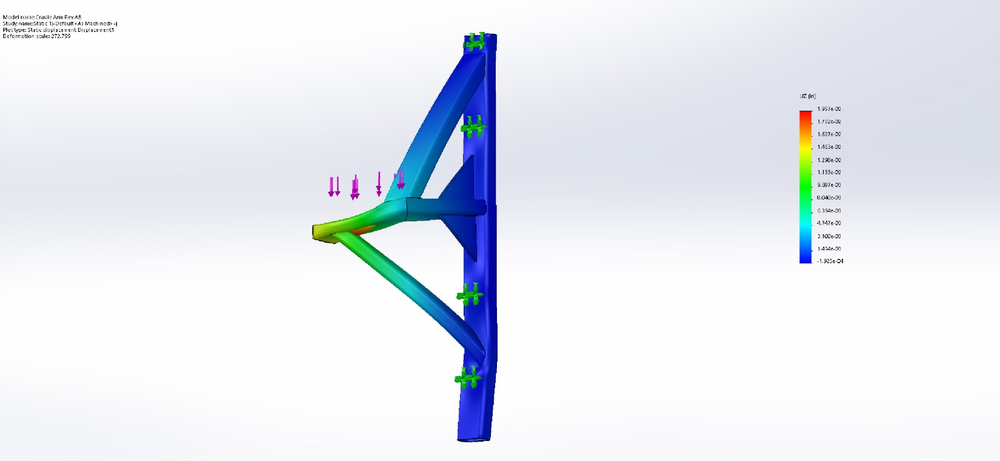 Model name:Cradle Arm Rev AB
Study name:Static 1(-Default<As Machined>-)
Plot type: Static displacement Displacement1
Deformation scale: 272.799
UZ (in)
1.957e-02
1.792e-02
1.627e-02
1.463e-02
1.298e-02
1.133e-02
9.687e-03
8.040e-03
6.394e-03
4.747e-03
3.100e-03
1.454e-03
-1.925e-04